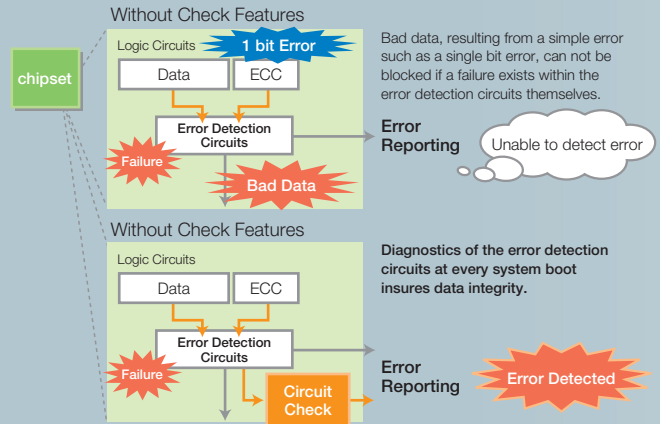 Without Check Features
chipset
Logic Circuits
1 bit Error
Data
ECC
Error Detection
Circuits
Failure
Bad Data
Bad data, resulting from a simple error
such as a single bit error, can not be
blocked if a failure exists within the
error detection circuits themselves.
Error
Reporting
Unable to detect error
Without Check Features
Logic Circuits
Data
ECC
Error Detection
Circuits
Failure
Circuit
Check
Diagnostics of the error detection
circuits at every system boot
insures data integrity.
Error
Reporting
Error Detected